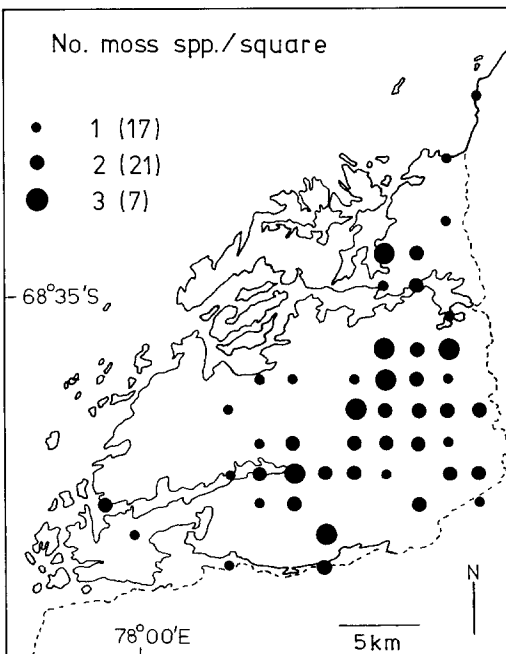 No. moss spp./square
1 (17)
2 (21)
3 (7)
68°35'S
N
78°00'E
5km